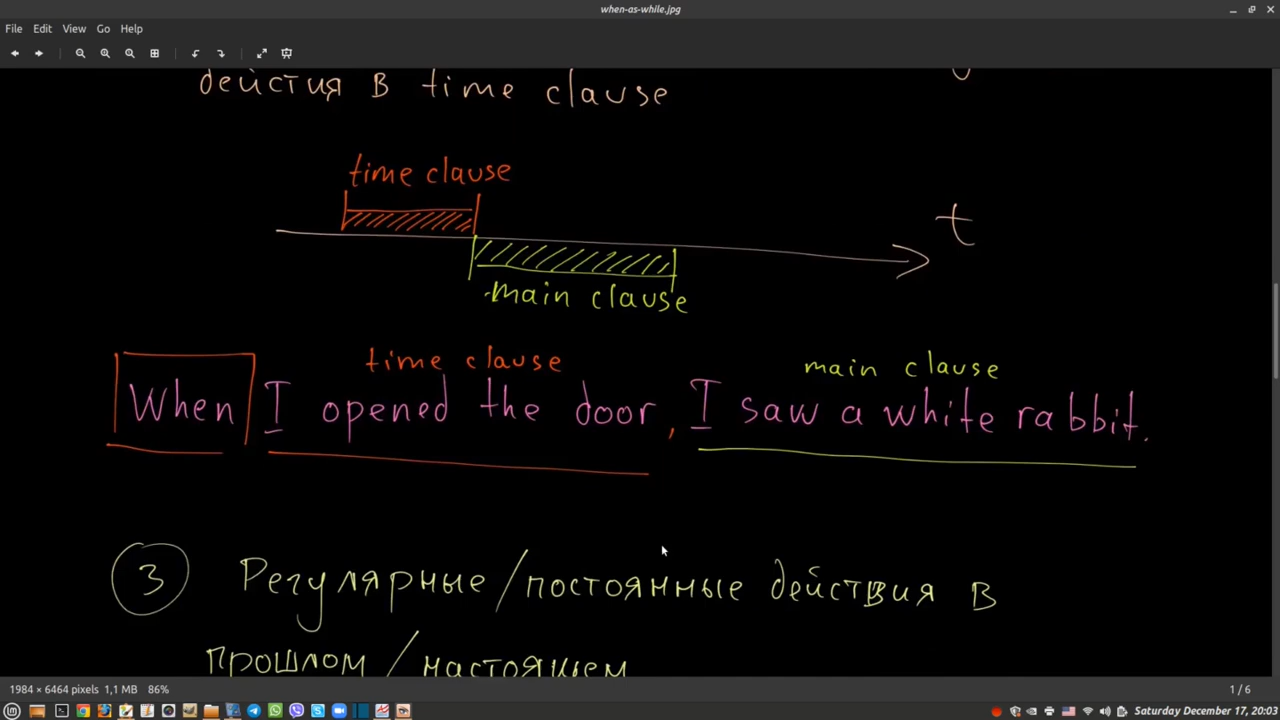 when-as-while.jpg
File Edit View Go Help
дейстия в time clause
time clause
t
main clause
time clause
main clause
When I opened the door, I saw a white rabbit.
3 Регулярные/постоянные действия в
прошлом/настоящем
1984 × 6464 pixels 1,1 MB 86%
1 / 6
Saturday December 17, 20:03